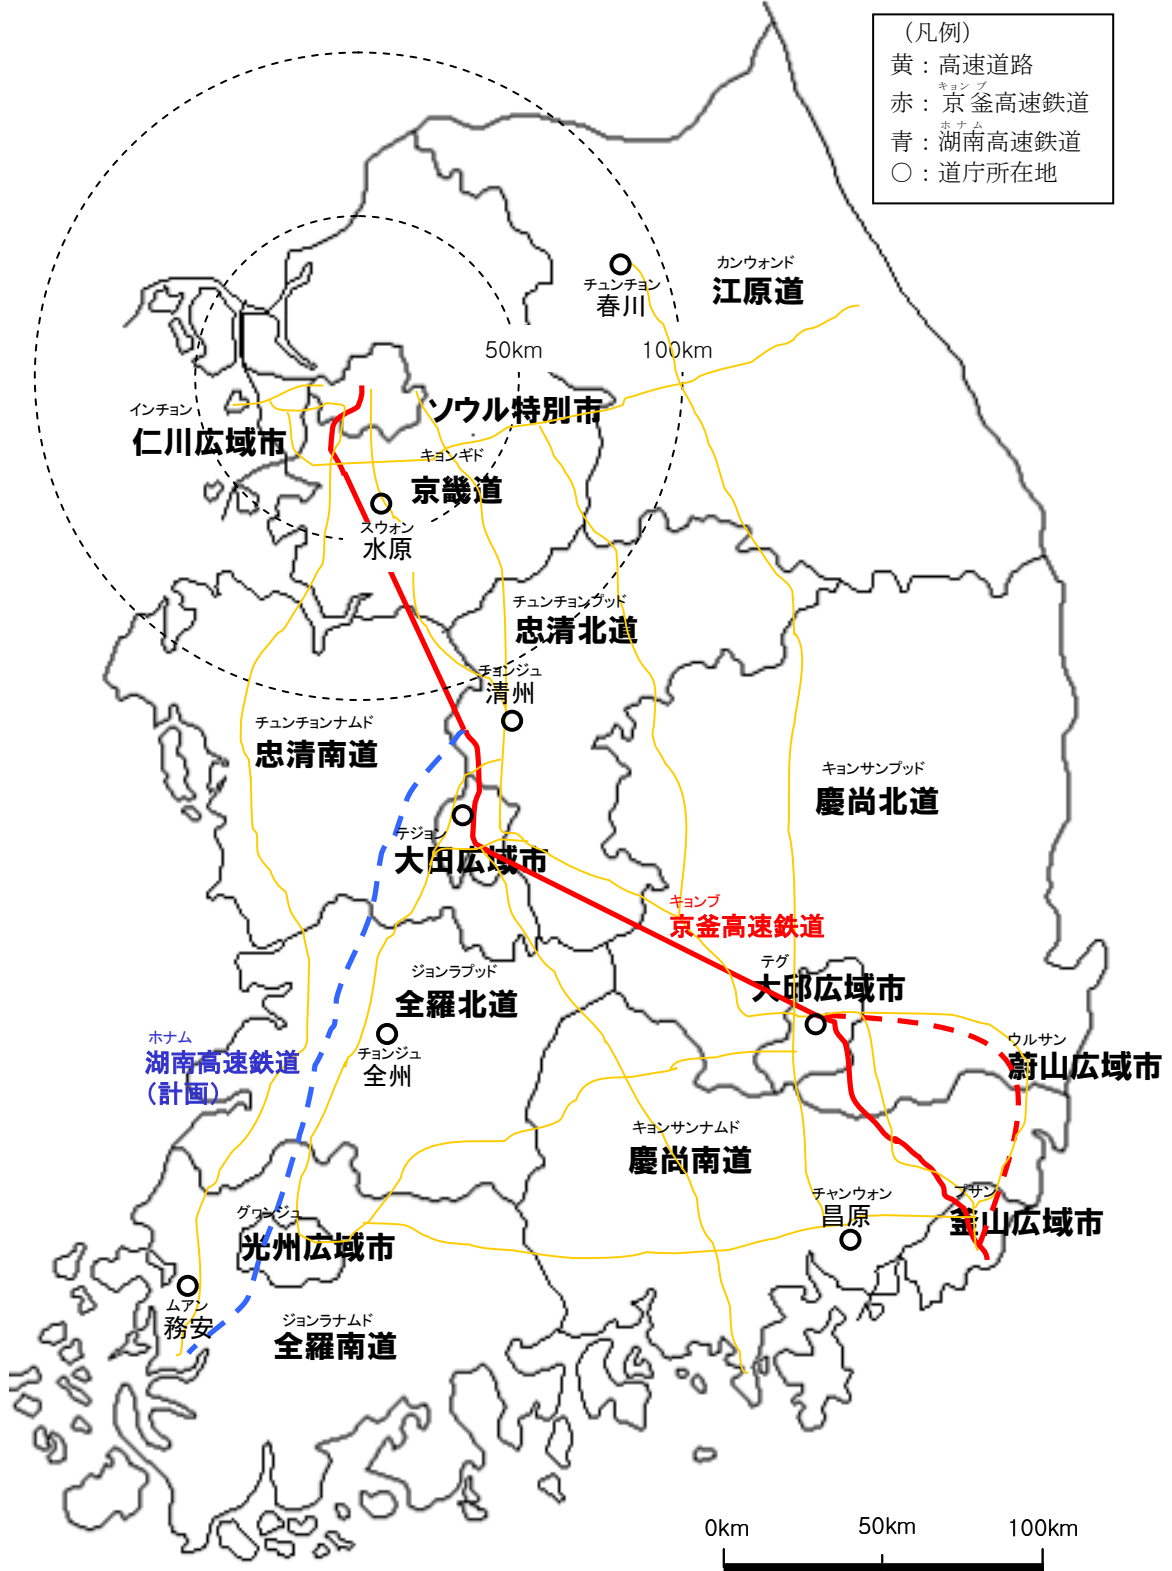 (凡例)
黄：高速道路
キョンブ
赤：京釜高速鉄道
ホナム
青：湖南高速鉄道
○：道庁所在地
チュンチョン
春川
カンウォンド
江原道
50km
100km
インチョン
仁川広域市
ソウル特別市
キョンギド
京畿道
スウォン
水原
チュンチョンプッド
忠清北道
チョンジュ
清州
チュンチョンナムド
忠清南道
キョンサンプッド
慶尚北道
テジョン
大田広域市
キョンブ
京釜高速鉄道
テグ
大邱広域市
ジョンラプッド
全羅北道
チョンジュ
全州
ホナム
湖南高速鉄道
(計画)
ウルサン
蔚山広域市
キョンサンナムド
慶尚南道
チャンウォン
昌原
プサン
釜山広域市
グワンジュ
光州広域市
ムアン
務安
ジョンラナムド
全羅南道
0km
50km
100km